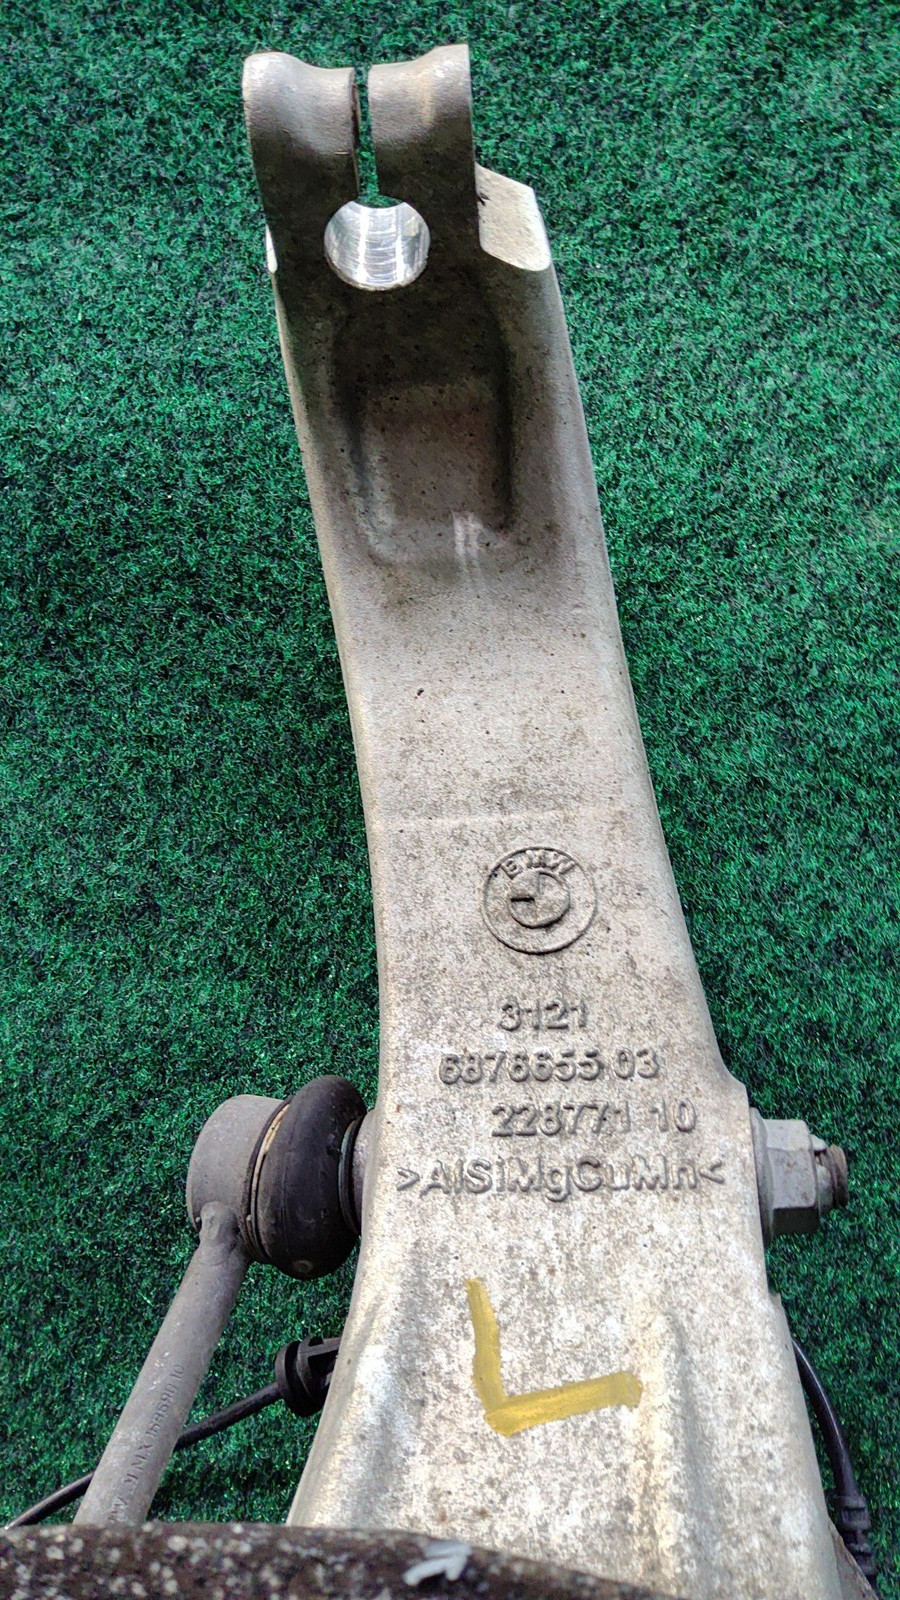 BMW
3121
6876655 03
228771 10
>AlSiMgCuMn<
L